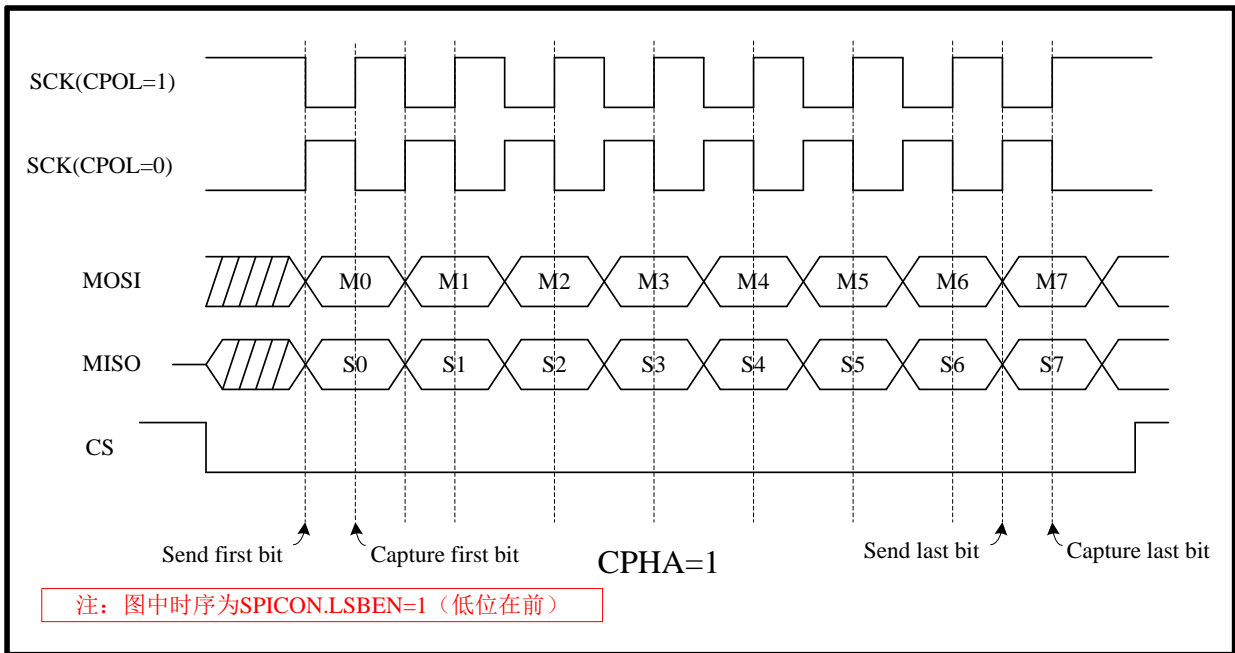 SCK(CPOL=1)
SCK(CPOL=0)
MOSI M0 M1 M2 M3 M4 M5 M6 M7
MISO S0 S1 S2 S3 S4 S5 S6 S7
CS
Send first bit Capture first bit Send last bit Capture last bit
CPHA=1
注：图中时序为SPICON.LSBEN=1（低位在前）